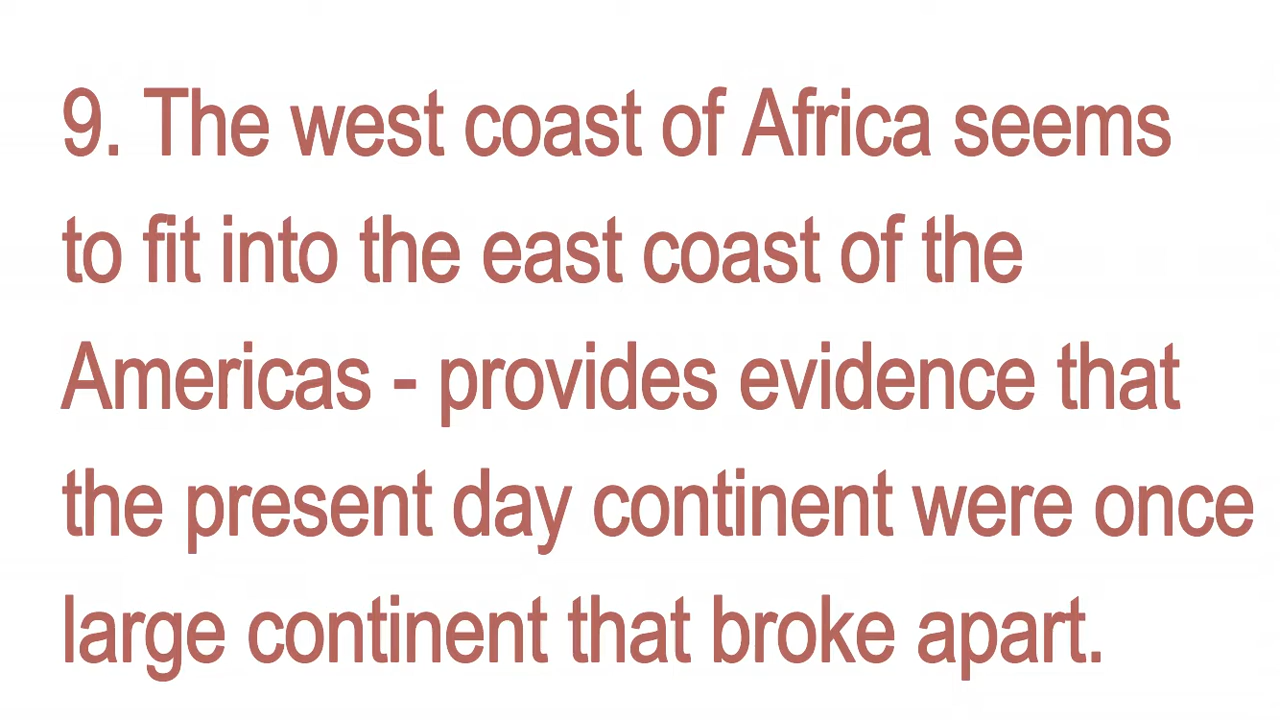 9. The west coast of Africa seems
to fit into the east coast of the
Americas - provides evidence that
the present day continent were once
large continent that broke apart.